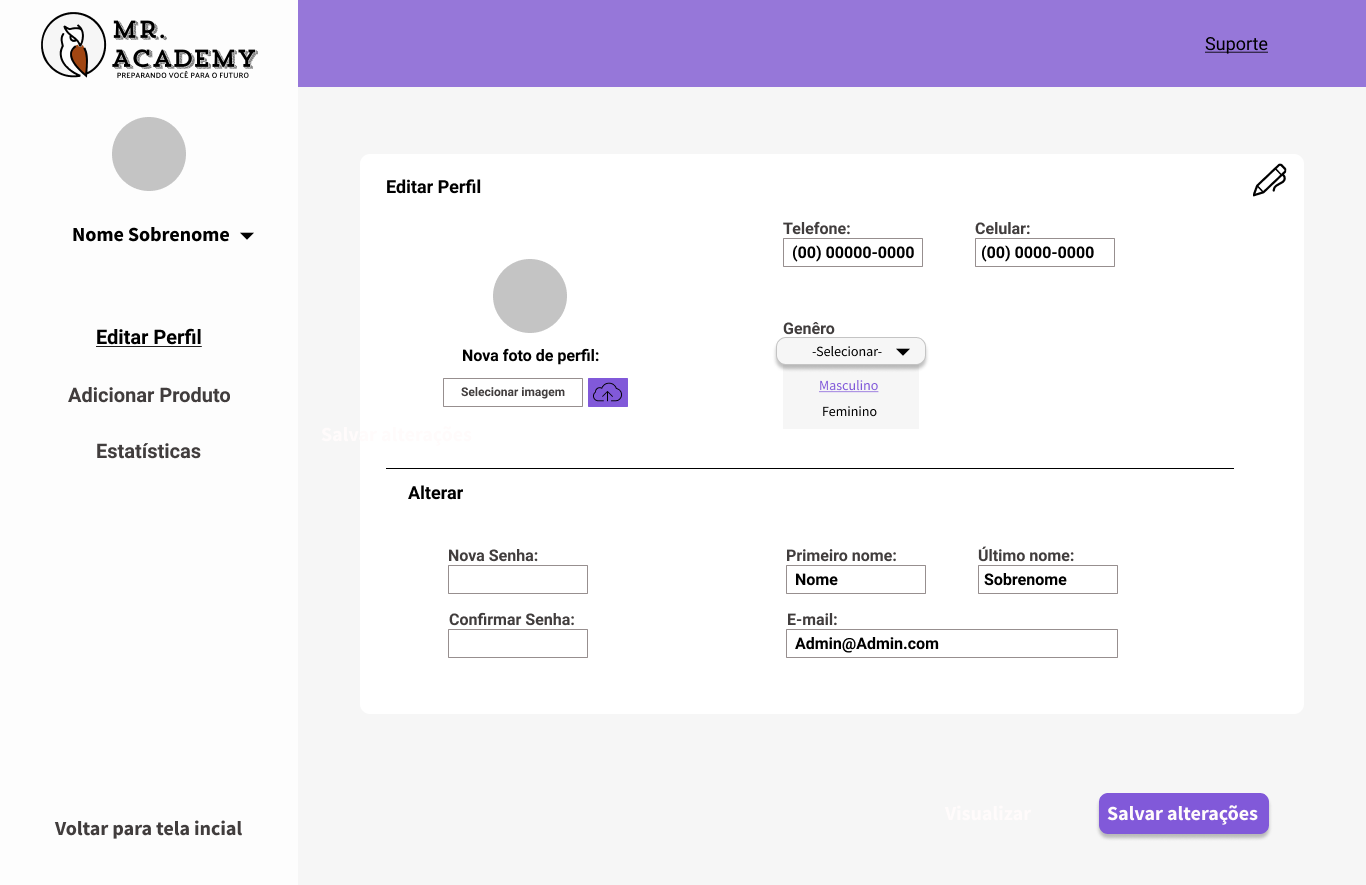 MR.
ACADEMY
PREPARANDO VOCÊ PARA O FUTURO
Suporte
Nome Sobrenome
Editar Perfil
Adicionar Produto
Estatísticas
Voltar para tela incial
Editar Perfil
Nova foto de perfil:
Selecionar imagem
Telefone:
(00) 00000-0000
Celular:
(00) 0000-0000
Genêro
-Selecionar-
Masculino
Feminino
Salvar alterações
Alterar
Nova Senha:
Confirmar Senha:
Primeiro nome:
Nome
Último nome:
Sobrenome
E-mail:
Admin@Admin.com
Visualizar
Salvar alterações